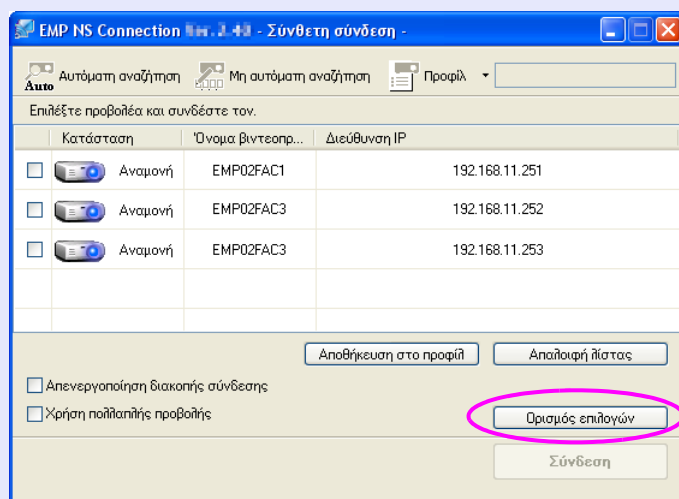 EMP NS Connection - Σύνθετη σύνδεση -
Auto Αυτόματη αναζήτηση Μη αυτόματη αναζήτηση Προφίλ
Επιλέξτε προβολέα και συνδέστε τον.
Κατάσταση Όνομα βιντεοπρ... Διεύθυνση IP
Αναμονή EMP02FAC1 192.168.11.251
Αναμονή EMP02FAC3 192.168.11.252
Αναμονή EMP02FAC3 192.168.11.253
Αποθήκευση στο προφίλ Απαλοιφή λίστας
Απενεργοποίηση διακοπής σύνδεσης
Χρήση πολλαπλής προβολής
Ορισμός επιλογών
Σύνδεση